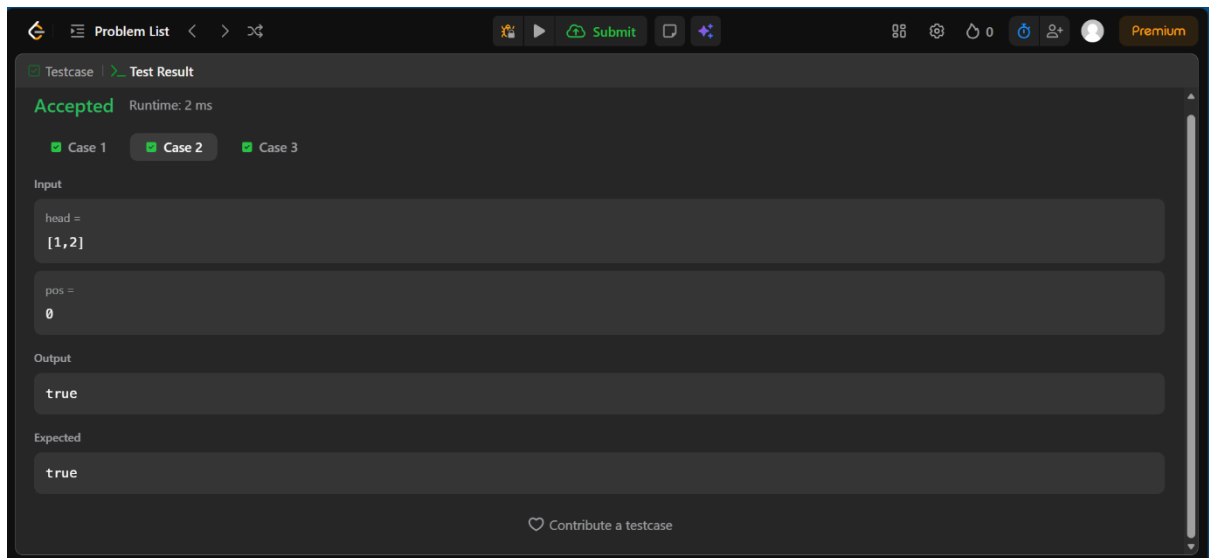 Problem List Submit 0 Premium
Testcase Test Result
Accepted Runtime: 2 ms
Case 1 Case 2 Case 3
Input
head =
[1,2]
pos =
0
Output
true
Expected
true
Contribute a testcase